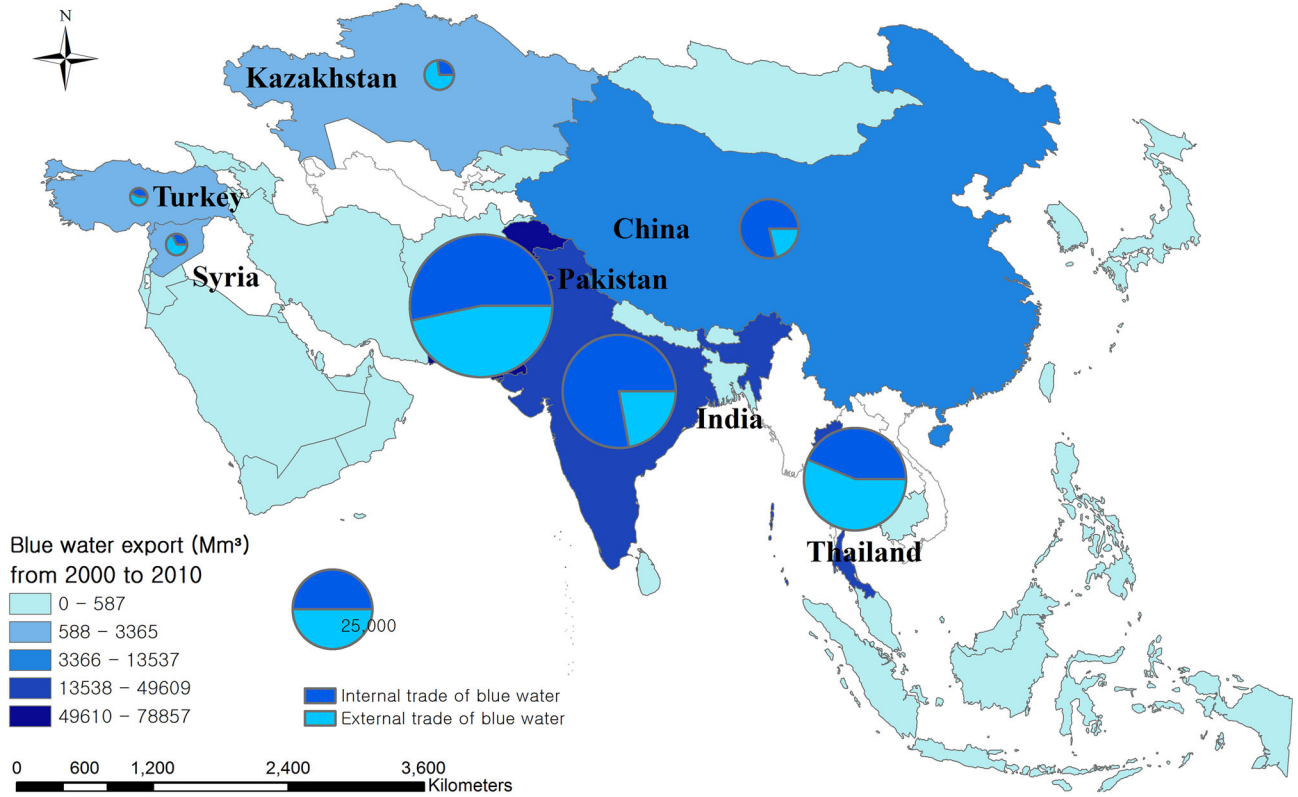 N
Kazakhstan
Turkey
China
Syria
Pakistan
India
Thailand
Blue water export (Mm³)
from 2000 to 2010
0 – 587
588 – 3365
3366 – 13537
13538 – 49609
49610 – 78857
25,000
Internal trade of blue water
External trade of blue water
0 600 1,200 2,400 3,600
Kilometers